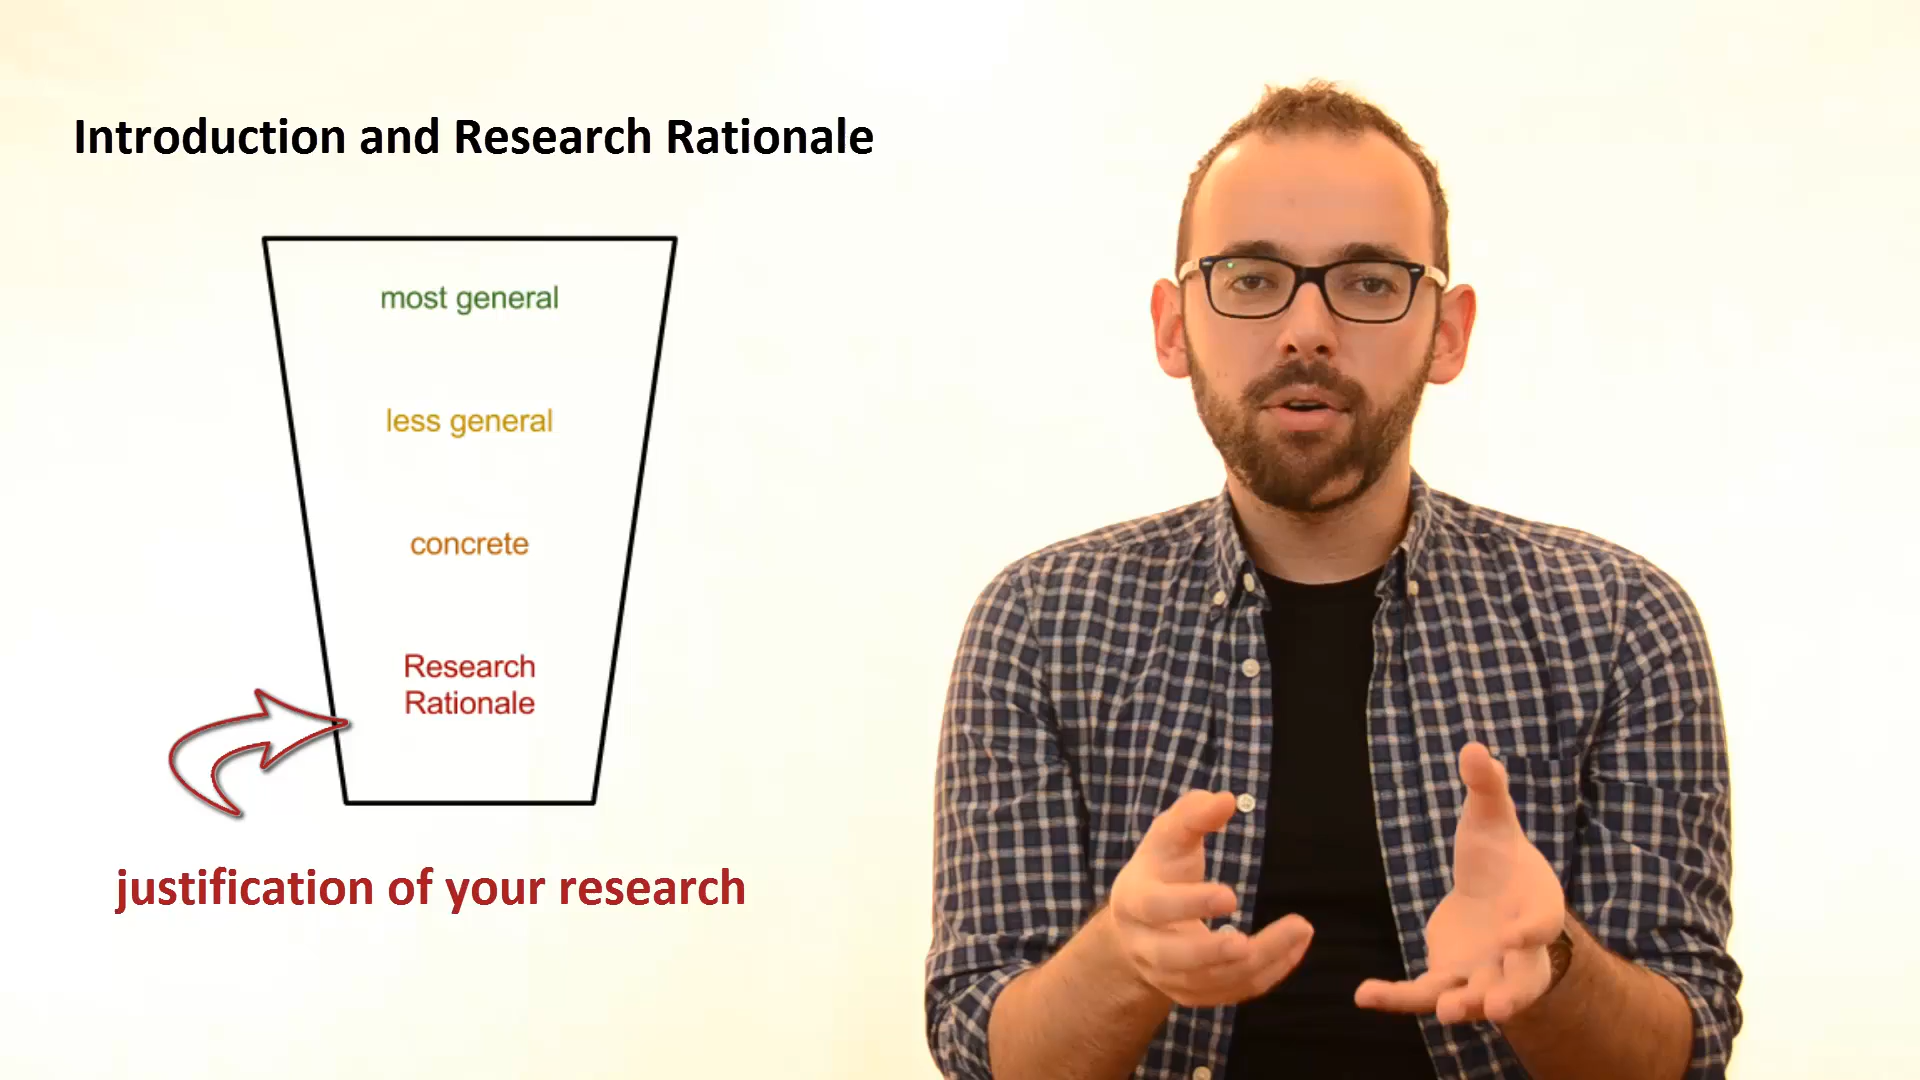 Introduction and Research Rationale
most general
less general
concrete
Research
Rationale
justification of your research